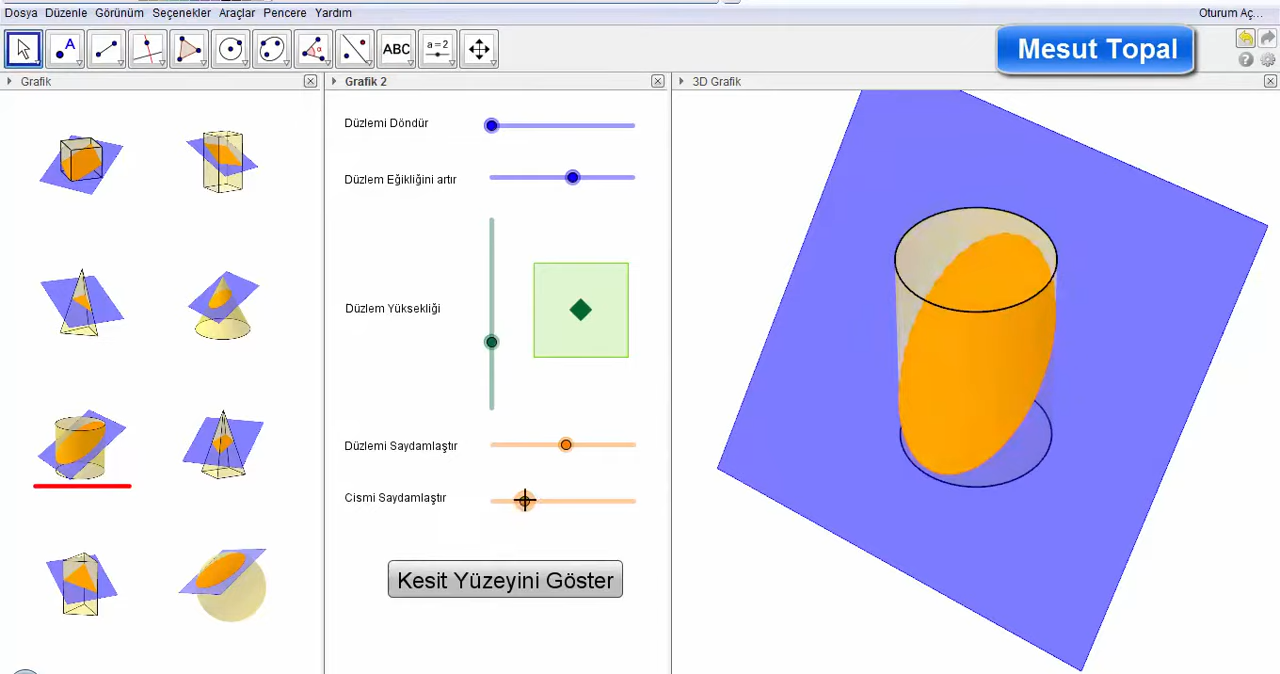 Dosya Düzenle Görünüm Seçenekler Araçlar Pencere Yardım
Oturum Aç...
A
ABC
a=2
Mesut Topal
Grafik
Grafik 2
3D Grafik
Düzlemi Döndür
Düzlem Eğikliğini artır
Düzlem Yüksekliği
Düzlemi Saydamlaştır
Cismi Saydamlaştır
Kesit Yüzeyini Göster